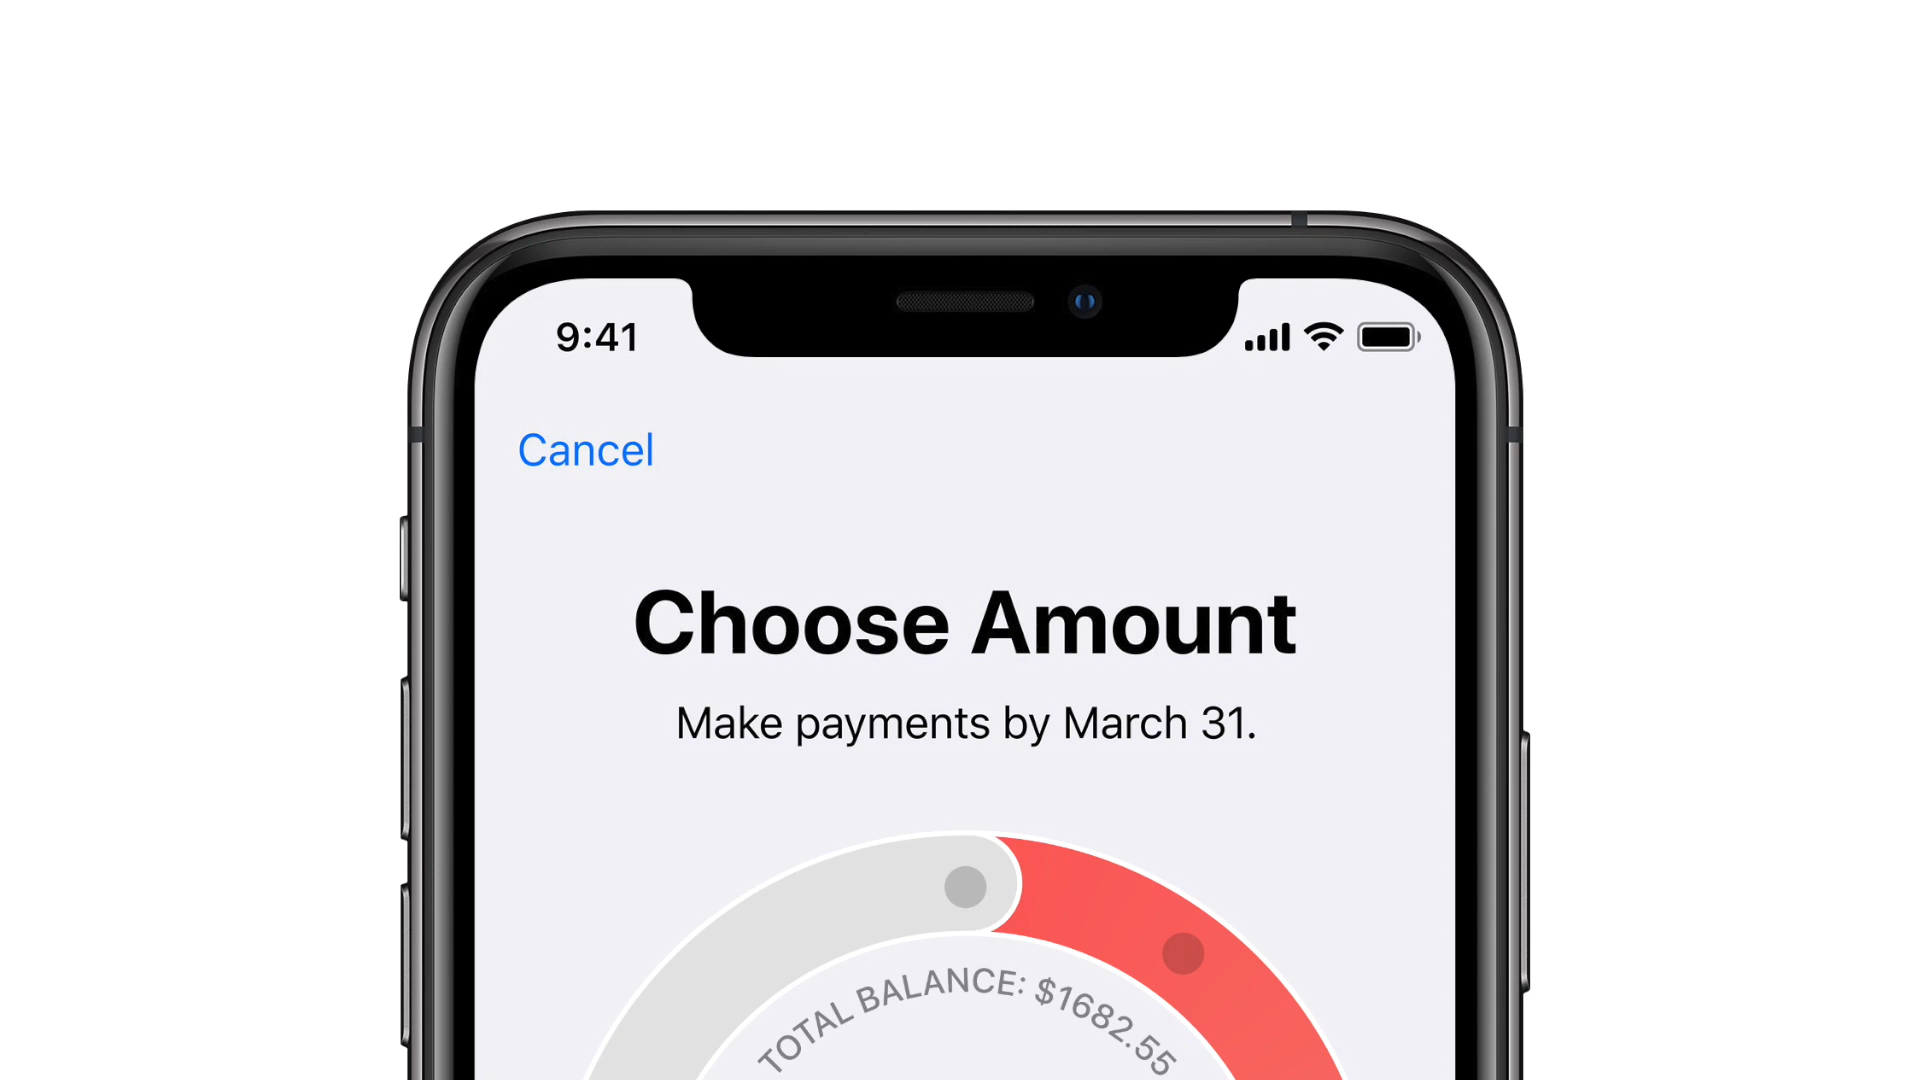 9:41
Cancel
Choose Amount
Make payments by March 31.
TOTAL BALANCE: $1682.55